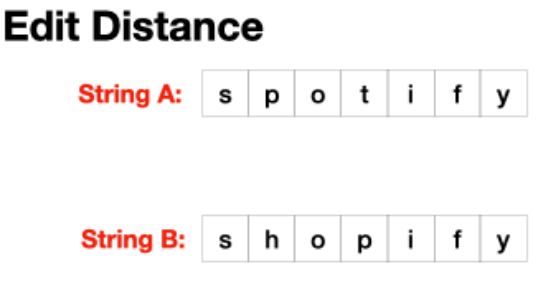 Edit Distance
String A: s p o t i f y
String B: s h o p i f y